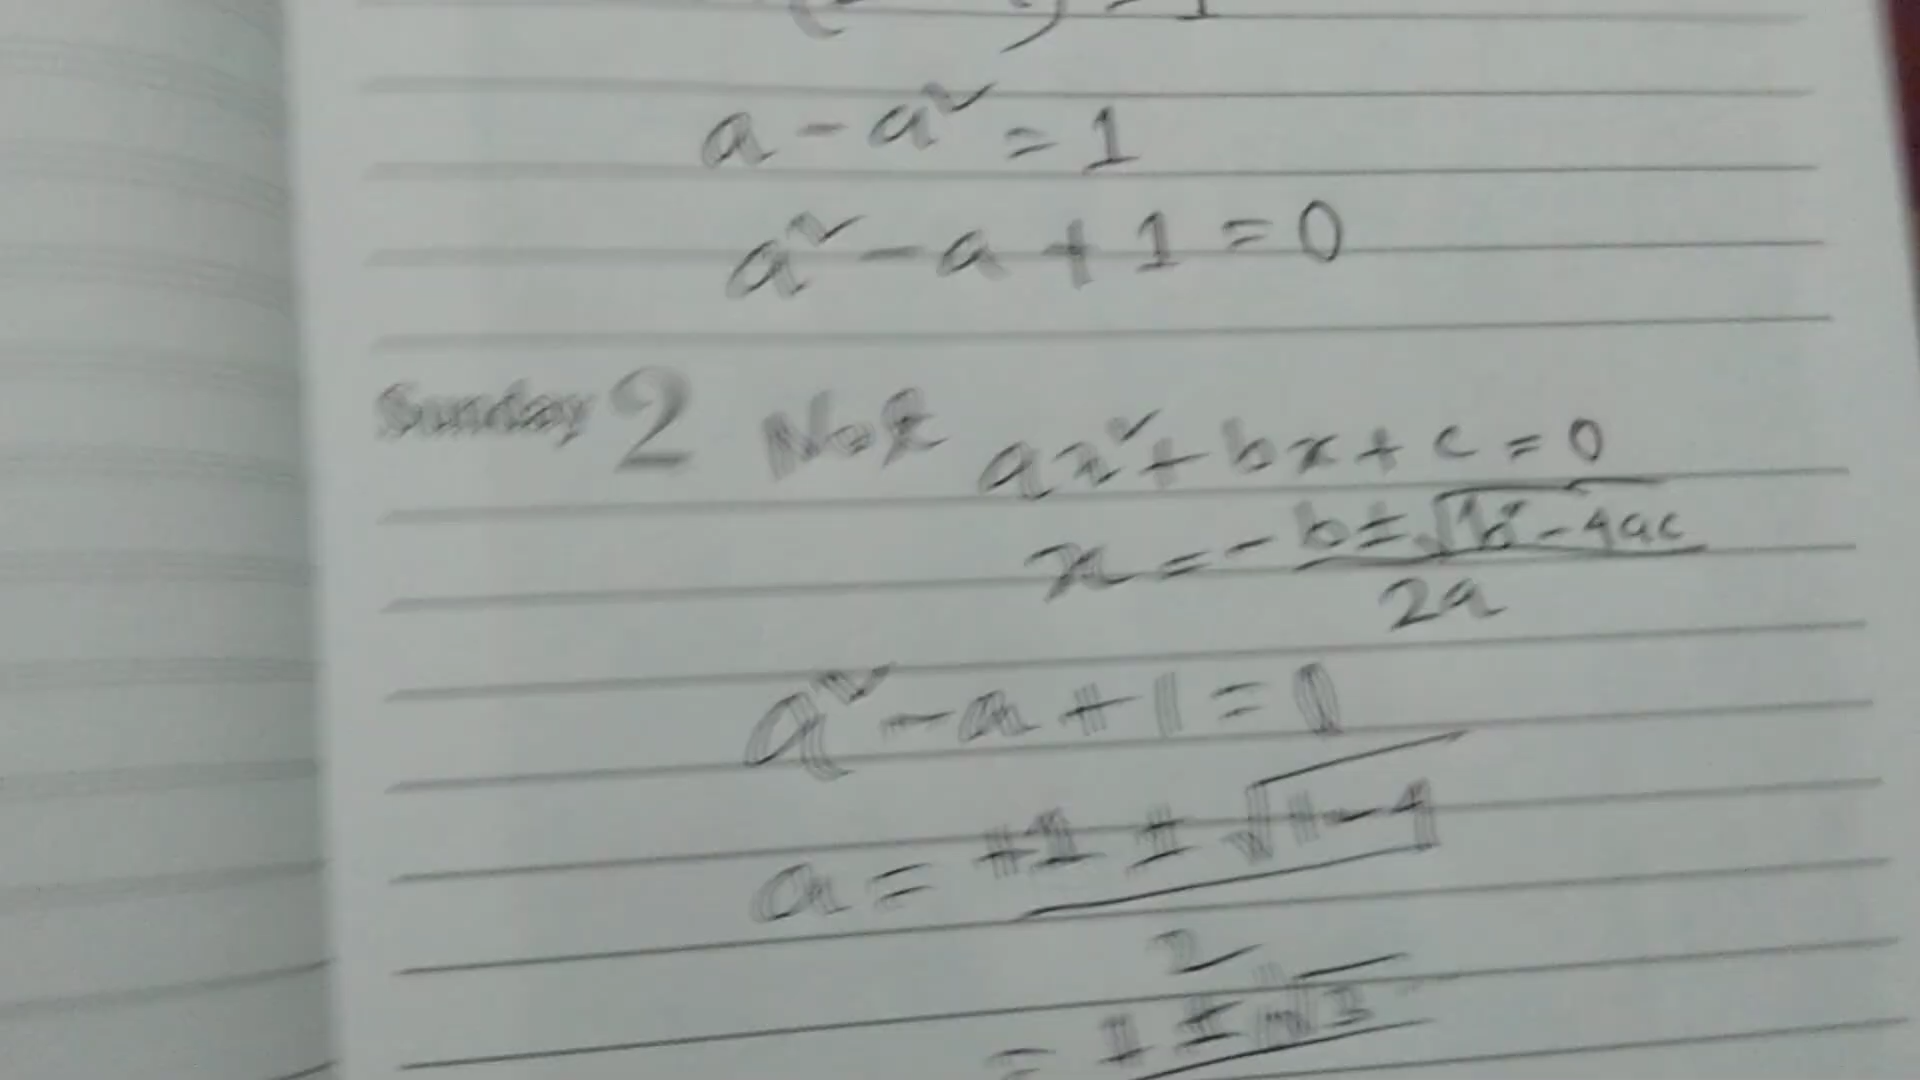 a - a² = 1
a² - a + 1 = 0
Sunday 2 ax² + bx + c = 0
x = -b ± √b² - 4ac
2a
a² - a + 1 = 0
a = +1 ± √1 - 4
2